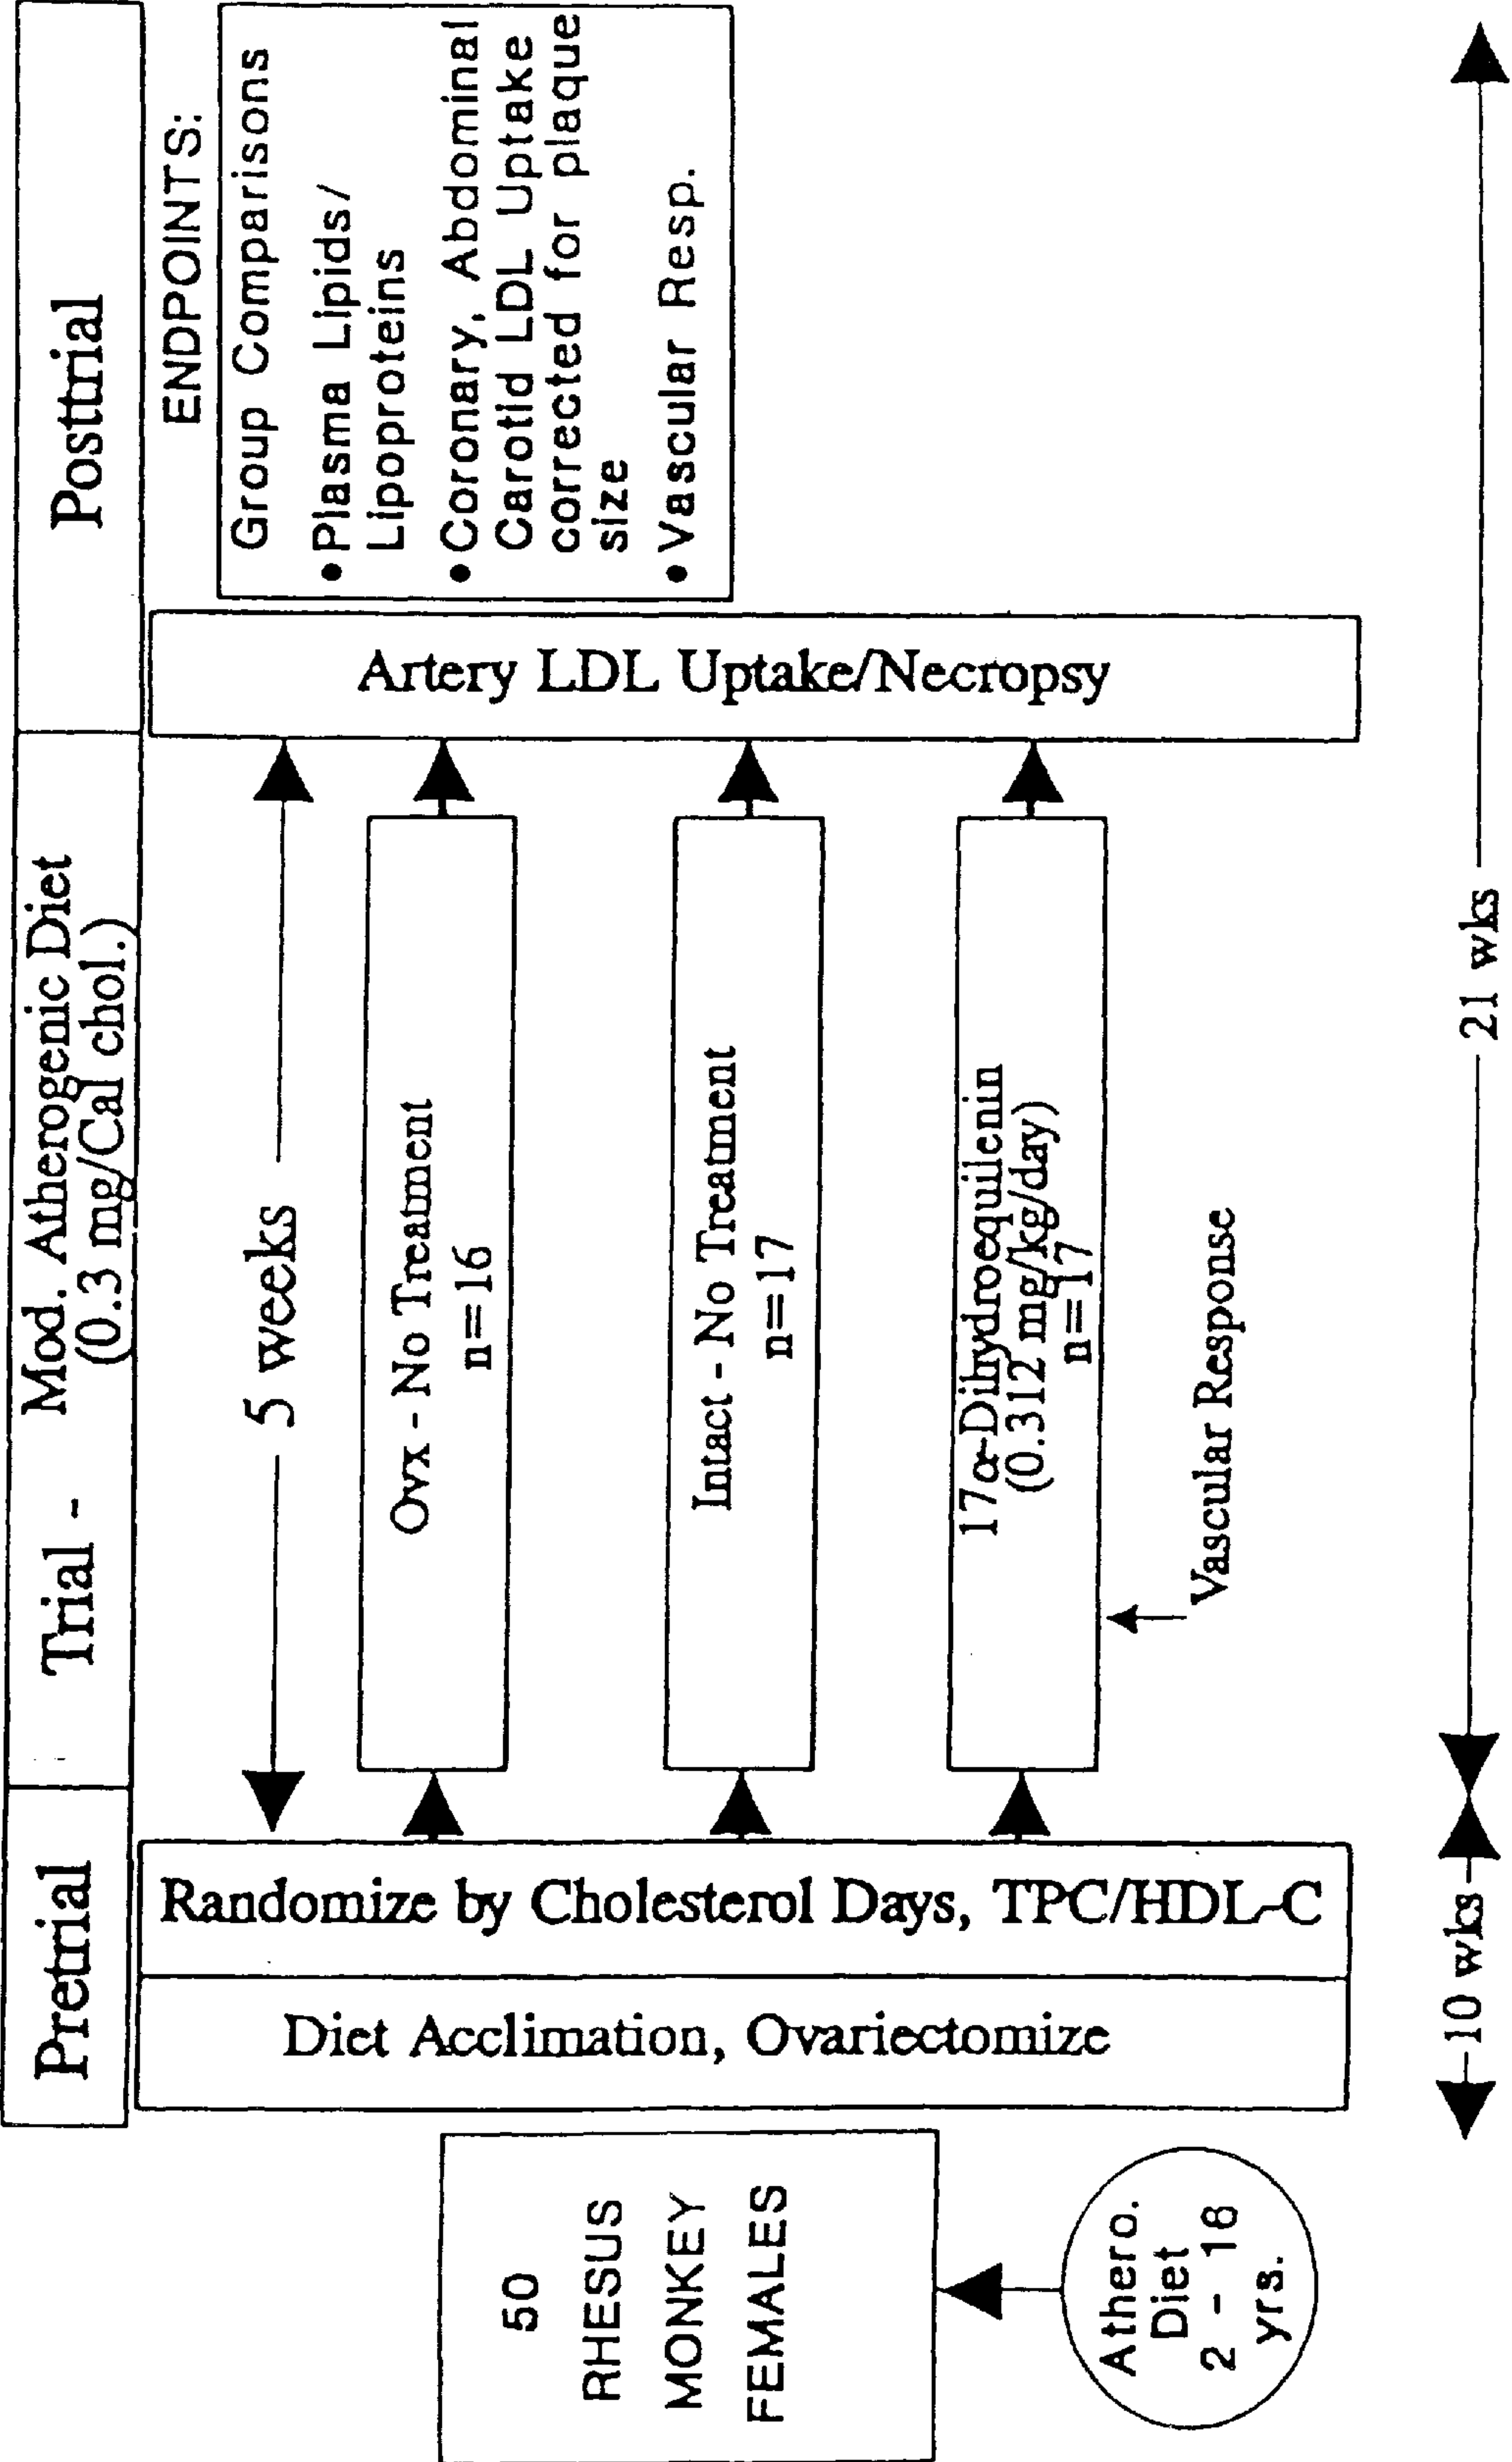 Pretrial
Trial - Mod. Atherogenic Diet
(0.3 mg/Cal chol.)
Posttrial
50
RHESUS
MONKEY
FEMALES
Athero.
Diet
2 - 18
yrs.
Diet Acclimation, Ovariectomize
Randomize by Cholesterol Days, TPC/HDL-C
5 weeks
Ovx - No Treatment
n=16
Intact - No Treatment
n=17
17α-Dihydroequilenin
(0.312 mg/kg/day)
n=17
Vascular Response
Artery LDL Uptake/Necropsy
ENDPOINTS:
Group Comparisons
• Plasma Lipids/
Lipoproteins
• Coronary, Abdominal
Carotid LDL Uptake
corrected for plaque
size
• Vascular Resp.
10 wks
21 wks